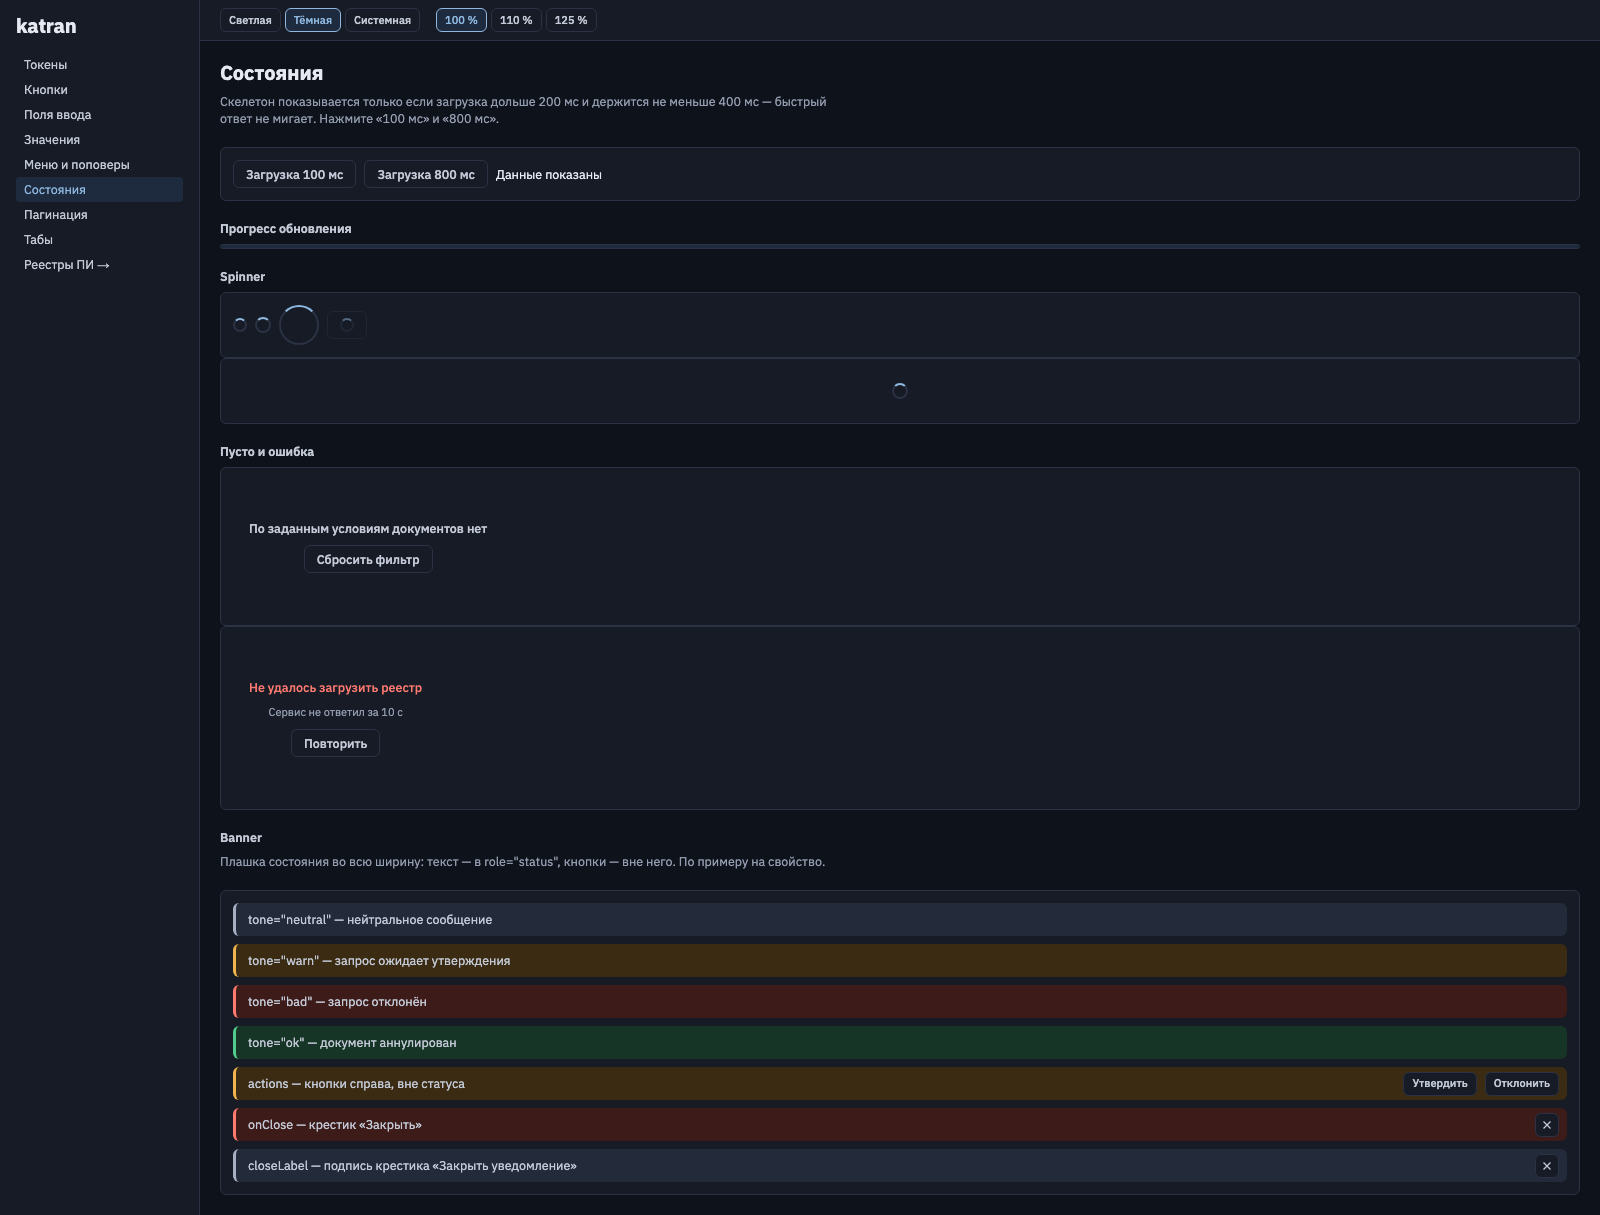 katran
Токены
Кнопки
Поля ввода
Значения
Меню и поповеры
Состояния
Пагинация
Табы
Реестры ПИ →
Светлая Тёмная Системная 100 % 110 % 125 %
Состояния
Скелетон показывается только если загрузка дольше 200 мс и держится не меньше 400 мс — быстрый
ответ не мигает. Нажмите «100 мс» и «800 мс».
Загрузка 100 мс Загрузка 800 мс Данные показаны
Прогресс обновления
Spinner
Пусто и ошибка
По заданным условиям документов нет
Сбросить фильтр
Не удалось загрузить реестр
Сервис не ответил за 10 с
Повторить
Banner
Плашка состояния во всю ширину: текст — в role="status", кнопки — вне него. По примеру на свойство.
tone="neutral" — нейтральное сообщение
tone="warn" — запрос ожидает утверждения
tone="bad" — запрос отклонён
tone="ok" — документ аннулирован
actions — кнопки справа, вне статуса Утвердить Отклонить
onClose — крестик «Закрыть»
closeLabel — подпись крестика «Закрыть уведомление»